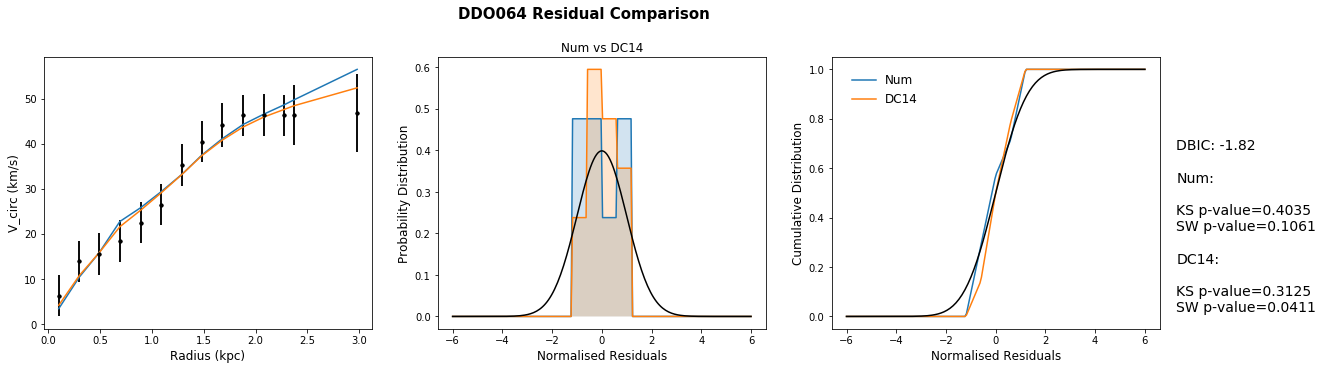 DDO064 Residual Comparison
V_circ (km/s)
50
40
30
20
10
0
0.0 0.5 1.0 1.5 2.0 2.5 3.0
Radius (kpc)
Num vs DC14
Probability Distribution
0.6
0.5
0.4
0.3
0.2
0.1
0.0
−6 −4 −2 0 2 4 6
Normalised Residuals
Cumulative Distribution
1.0
0.8
0.6
0.4
0.2
0.0
Num
DC14
−6 −4 −2 0 2 4 6
Normalised Residuals
DBIC: -1.82
Num:
KS p-value=0.4035
SW p-value=0.1061
DC14:
KS p-value=0.3125
SW p-value=0.0411